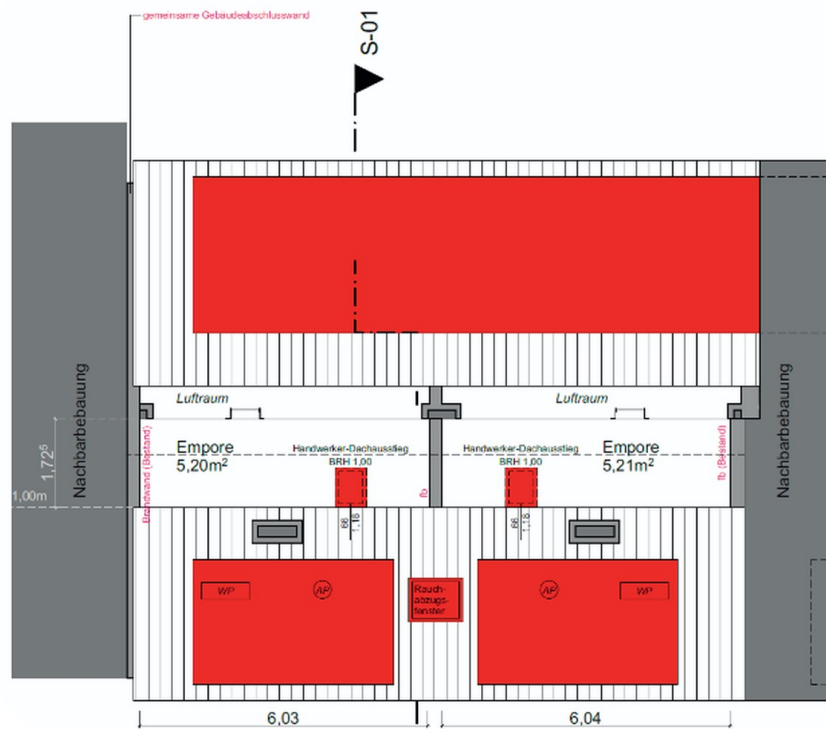 gemeinsame Gebäudeabschlusswand
S-01
Nachbarbebauung
Nachbarbebauung
Luftraum
Luftraum
Brandwand (Bestand)
1,72⁵
1,00m
Empore
5,20m²
Handwerker-Dachausstieg
BRH 1,00
fb
Handwerker-Dachausstieg
BRH 1,00
Empore
5,21m²
fb (Bestand)
66
1,18
66
1,18
WP
AP
Rauch-
abzugs-
fenster
AP
WP
6,03
6,04